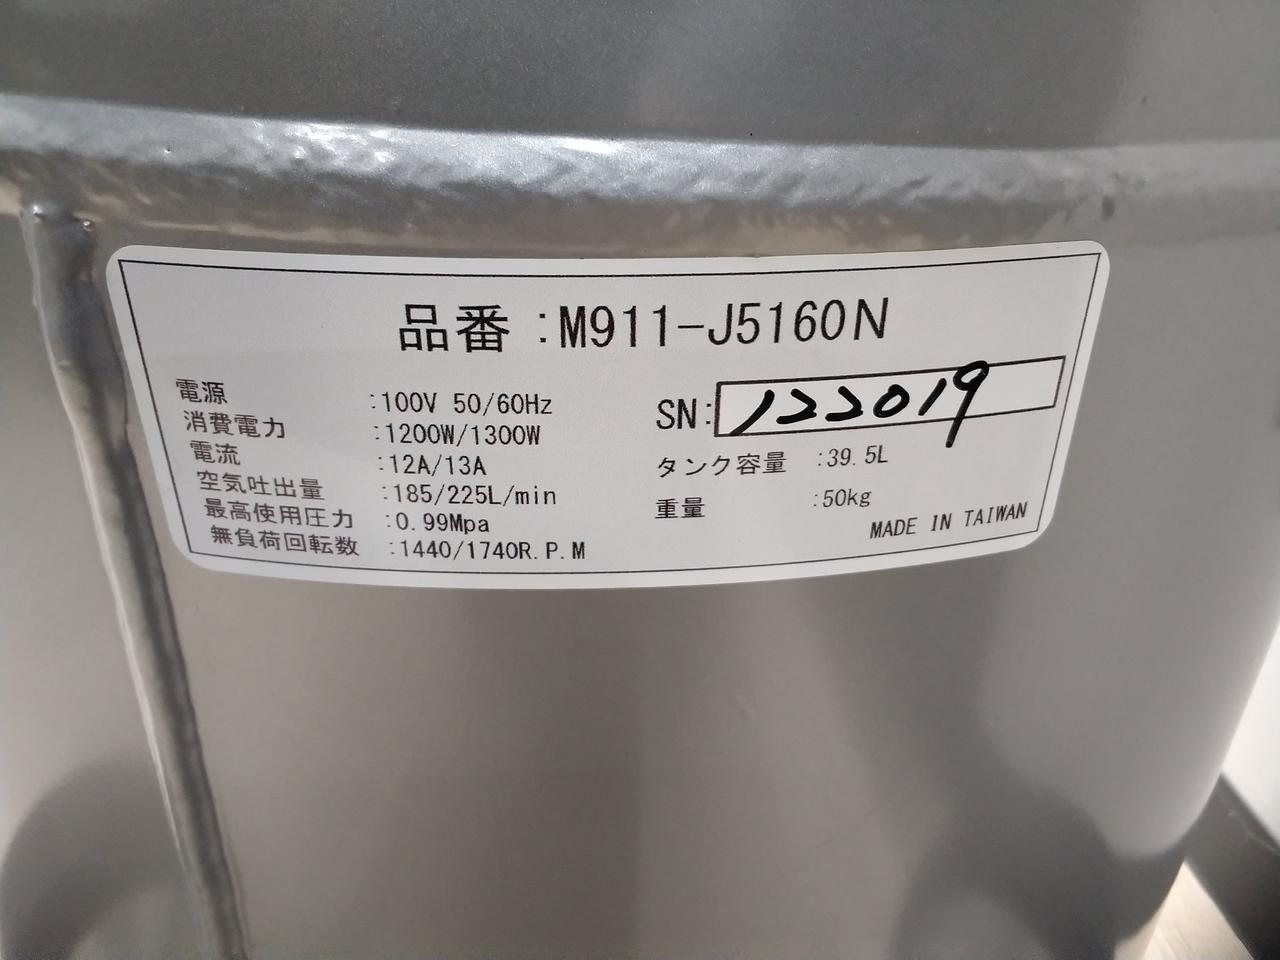 品番:M911-J5160N
電源 :100V 50/60Hz
消費電力 :1200W/1300W
電流 :12A/13A
空気吐出量 :185/225L/min
最高使用圧力 :0.99Mpa
無負荷回転数 :1440/1740R.P.M
SN: 122019
タンク容量 :39.5L
重量 :50kg
MADE IN TAIWAN